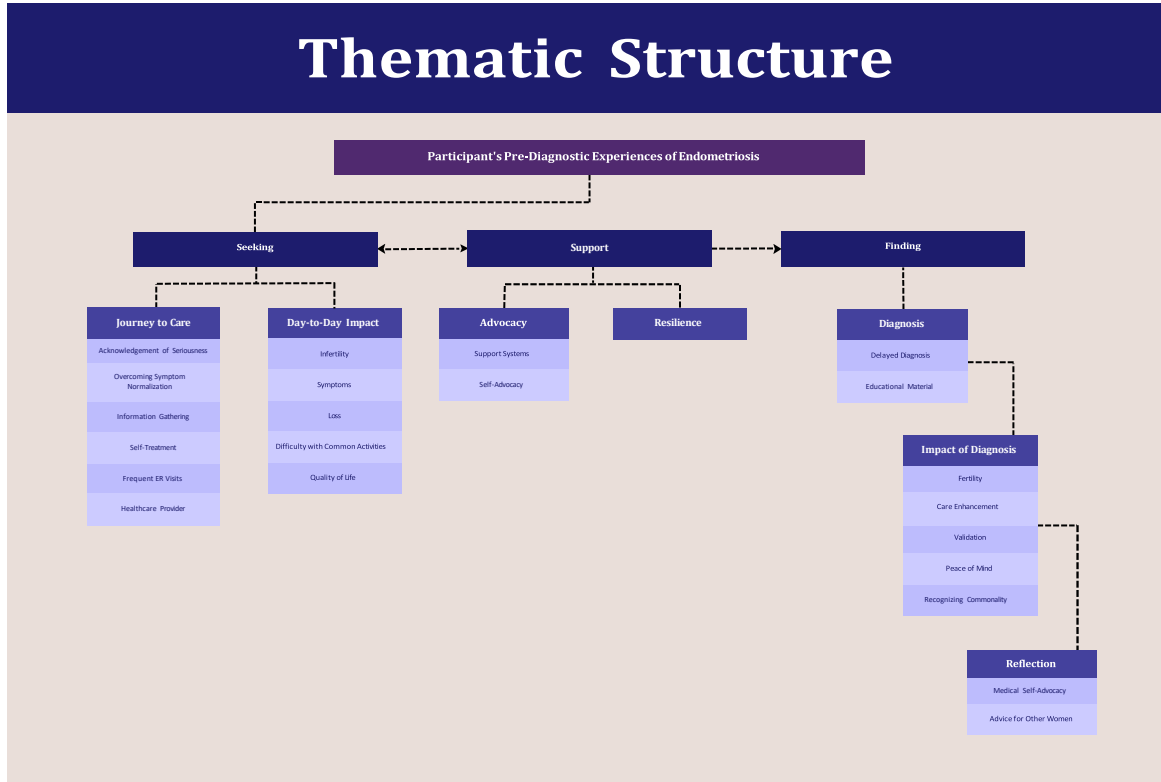 Thematic Structure
Participant's Pre-Diagnostic Experiences of Endometriosis
Seeking
Support
Finding
Journey to Care
Acknowledgement of Seriousness
Overcoming Symptom
Normalization
Information Gathering
Self-Treatment
Frequent ER Visits
Healthcare Provider
Day-to-Day Impact
Infertility
Symptoms
Loss
Difficulty with Common Activities
Quality of Life
Advocacy
Support Systems
Self-Advocacy
Resilience
Diagnosis
Delayed Diagnosis
Educational Material
Impact of Diagnosis
Fertility
Care Enhancement
Validation
Peace of Mind
Recognizing Commonality
Reflection
Medical Self-Advocacy
Advice for Other Women